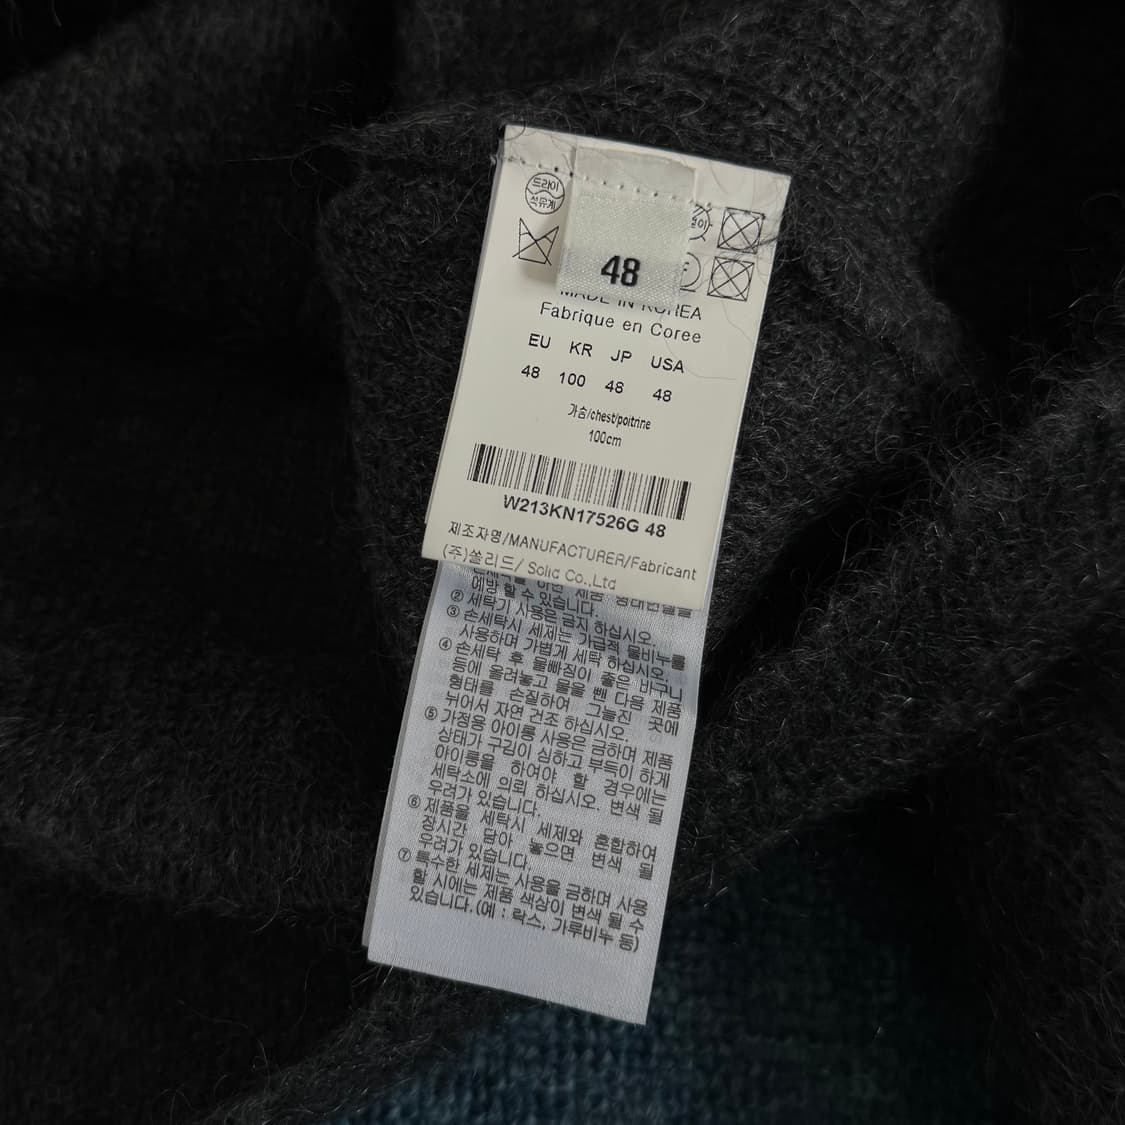 드라이
석유계
48
MADE IN KOREA
Fabrique en Coree
EU KR JP USA
48 100 48 48
가슴/chest/poitrine
100cm
W213KN17526G 48
제조자명/MANUFACTURER/Fabricant
(주)쏠리드/ Solid Co.,Ltd
하면 제품 형태변질을
예방 할 수 있습니다.
② 세탁기 사용은 금지 하십시오.
③ 손세탁시 세제는 가급적 물비누를
사용하며 가볍게 세탁 하십시오.
④ 손세탁 후 물빠짐이 좋은 바구니
등에 올려놓고 물을 뺀 다음 제품
형태를 손질하여 그늘진 곳에
뉘어서 자연 건조 하십시오.
⑤ 가정용 아이롱 사용은 금하며 제품
상태가 구김이 심하고 부득이 하게
아이롱을 하여야 할 경우에는
세탁소에 의뢰 하십시오. 변색 될
우려가 있습니다.
⑥ 제품을 세탁시 세제와 혼합하여
장시간 담아 놓으면 변색 될
우려가 있습니다.
⑦ 특수한 세제는 사용을 금하며 사용
할 시에는 제품 색상이 변색 될 수
있습니다.(예 : 락스, 가루비누 등)